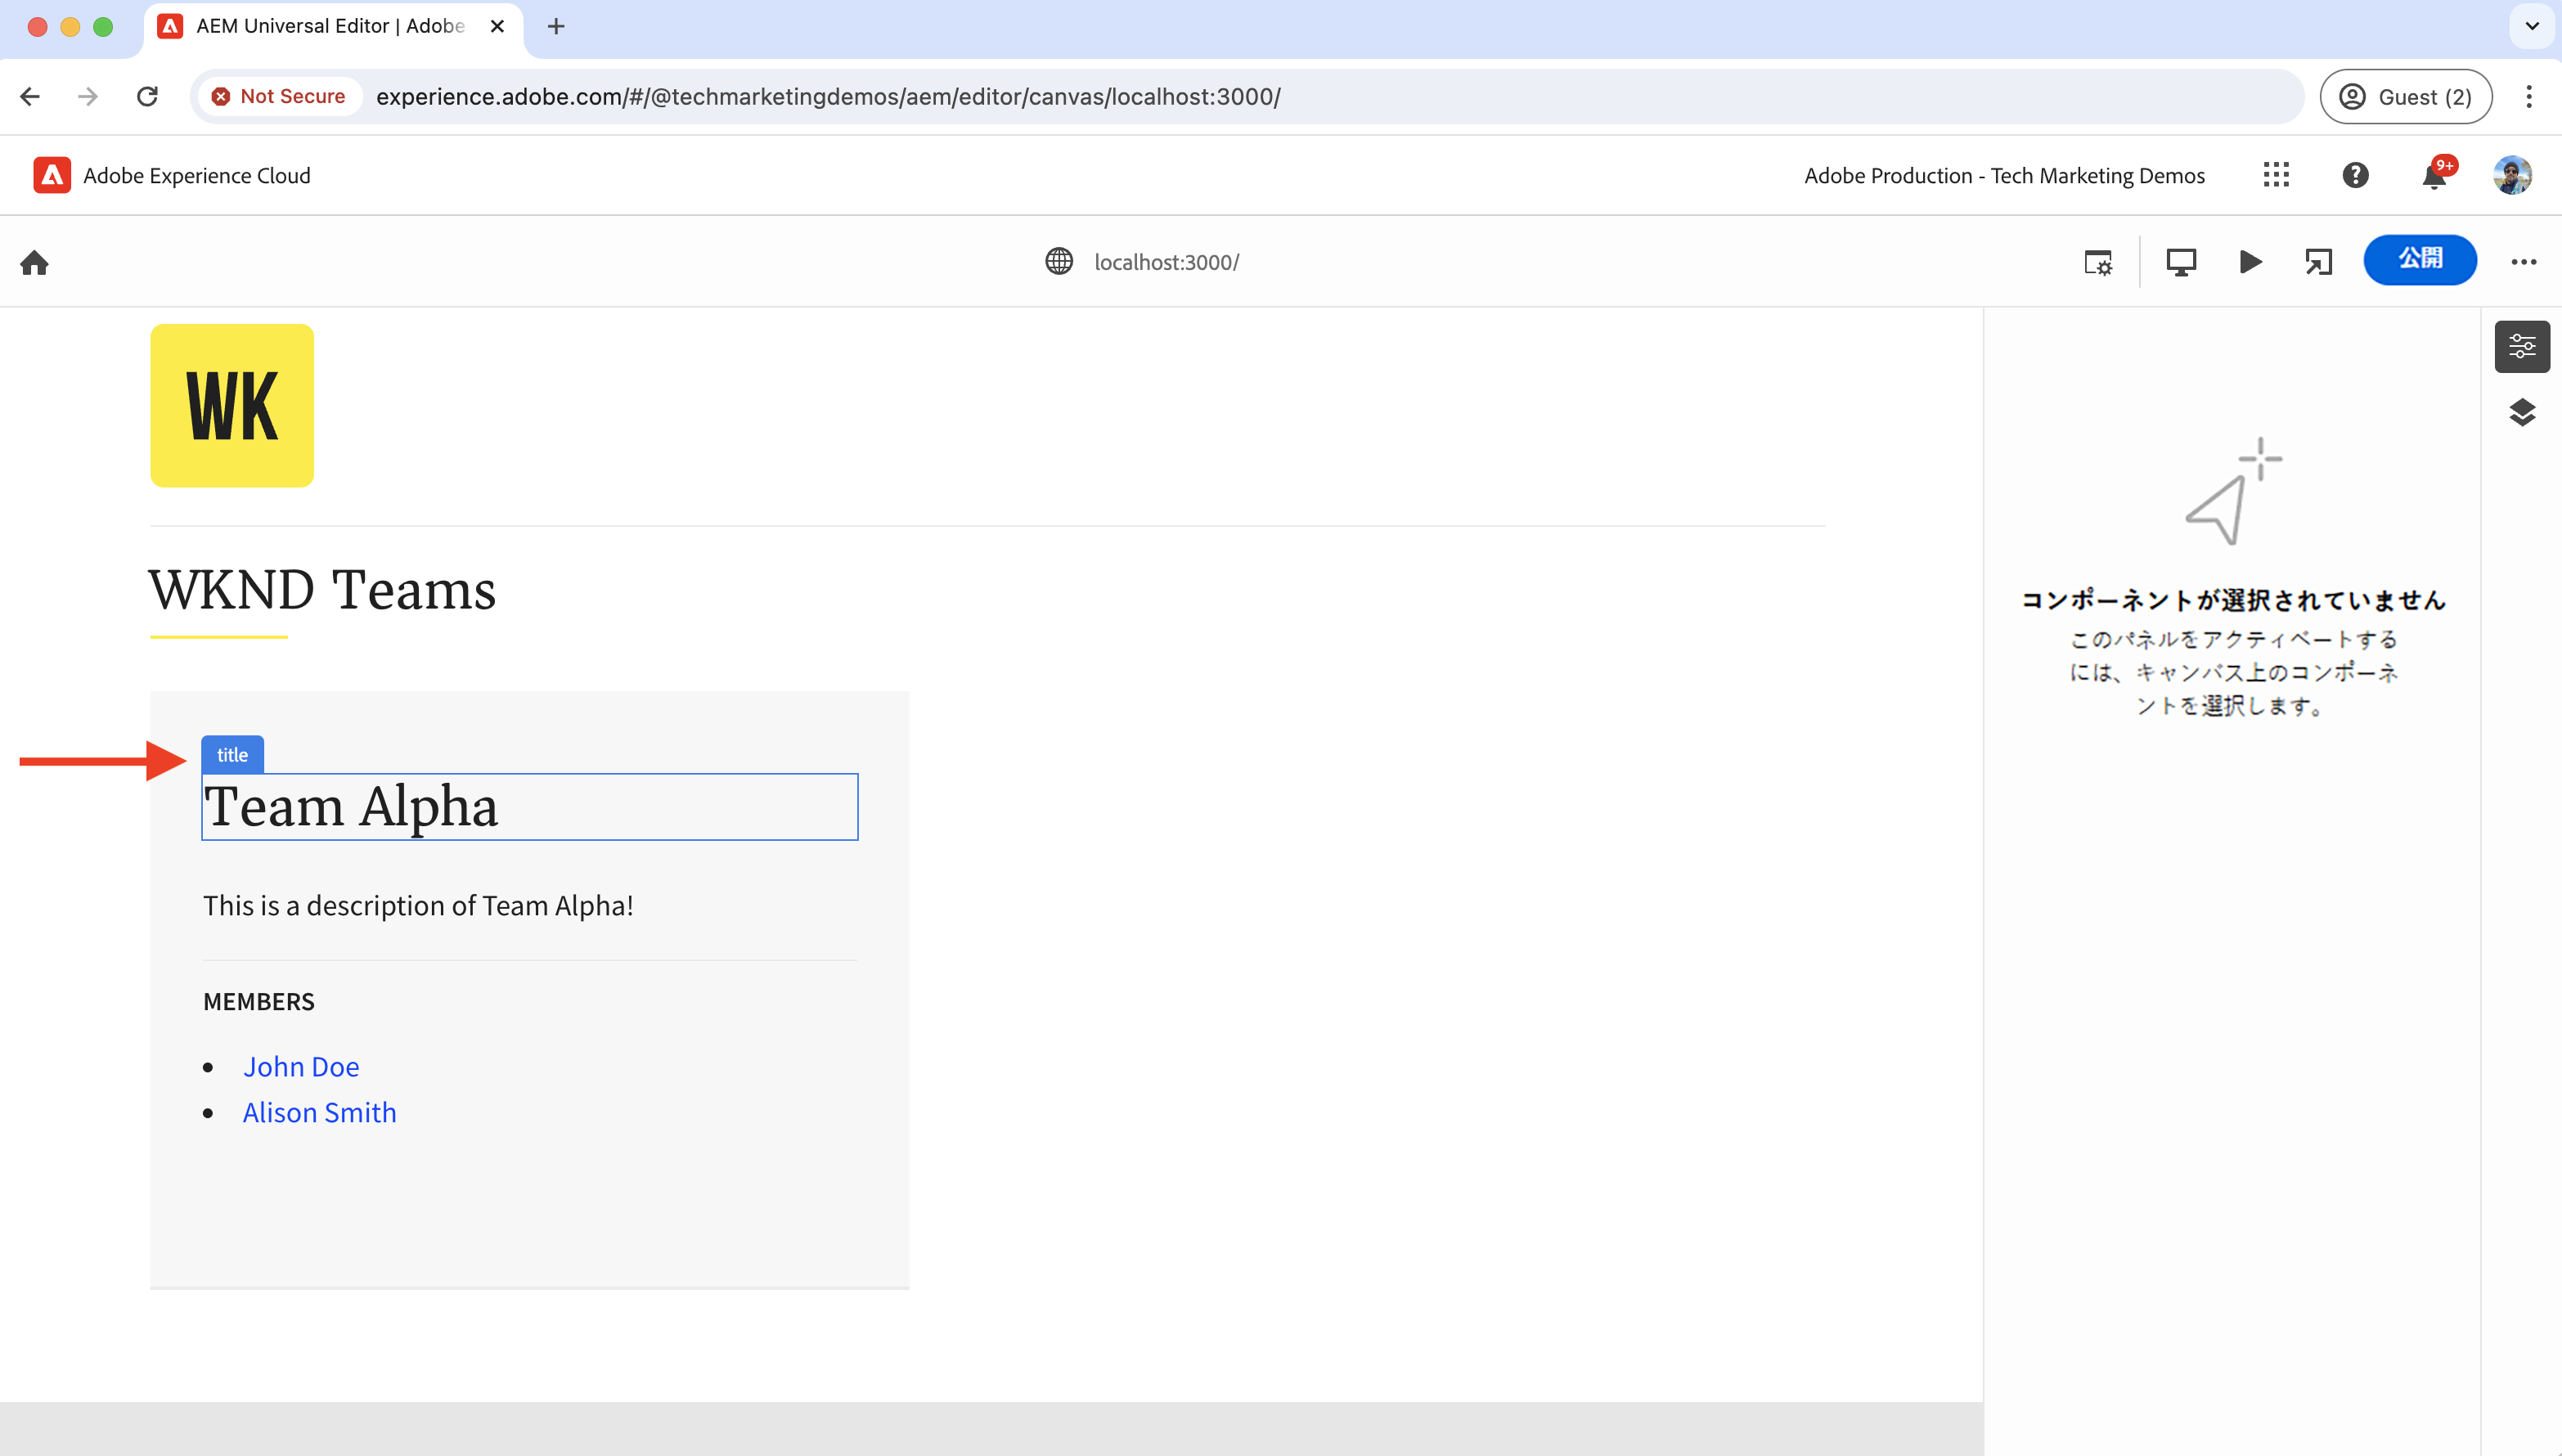 AEM Universal Editor | Adobe
Not Secure
experience.adobe.com/#/@techmarketingdemos/aem/editor/canvas/localhost:3000/
Guest (2)
Adobe Experience Cloud
Adobe Production - Tech Marketing Demos
9+
localhost:3000/
公開
WK
WKND Teams
title
Team Alpha
This is a description of Team Alpha!
MEMBERS
John Doe
Alison Smith
コンポーネントが選択されていません
このパネルをアクティベートする
には、キャンバス上のコンポーネ
ントを選択します。